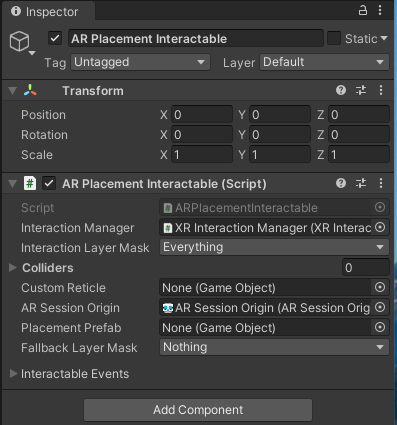 Inspector
AR Placement Interactable Static
Tag Untagged Layer Default
Transform
Position X 0 Y 0 Z 0
Rotation X 0 Y 0 Z 0
Scale X 1 Y 1 Z 1
# AR Placement Interactable (Script)
Script # ARPlacementInteractable
Interaction Manager # XR Interaction Manager (XR Interac
Interaction Layer Mask Everything
Colliders 0
Custom Reticle None (Game Object)
AR Session Origin AR Session Origin (AR Session Orig
Placement Prefab None (Game Object)
Fallback Layer Mask Nothing
Interactable Events
Add Component